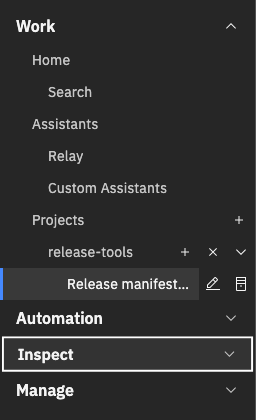 Work
Home
Search
Assistants
Relay
Custom Assistants
Projects
release-tools
Release manifest...
Automation
Inspect
Manage